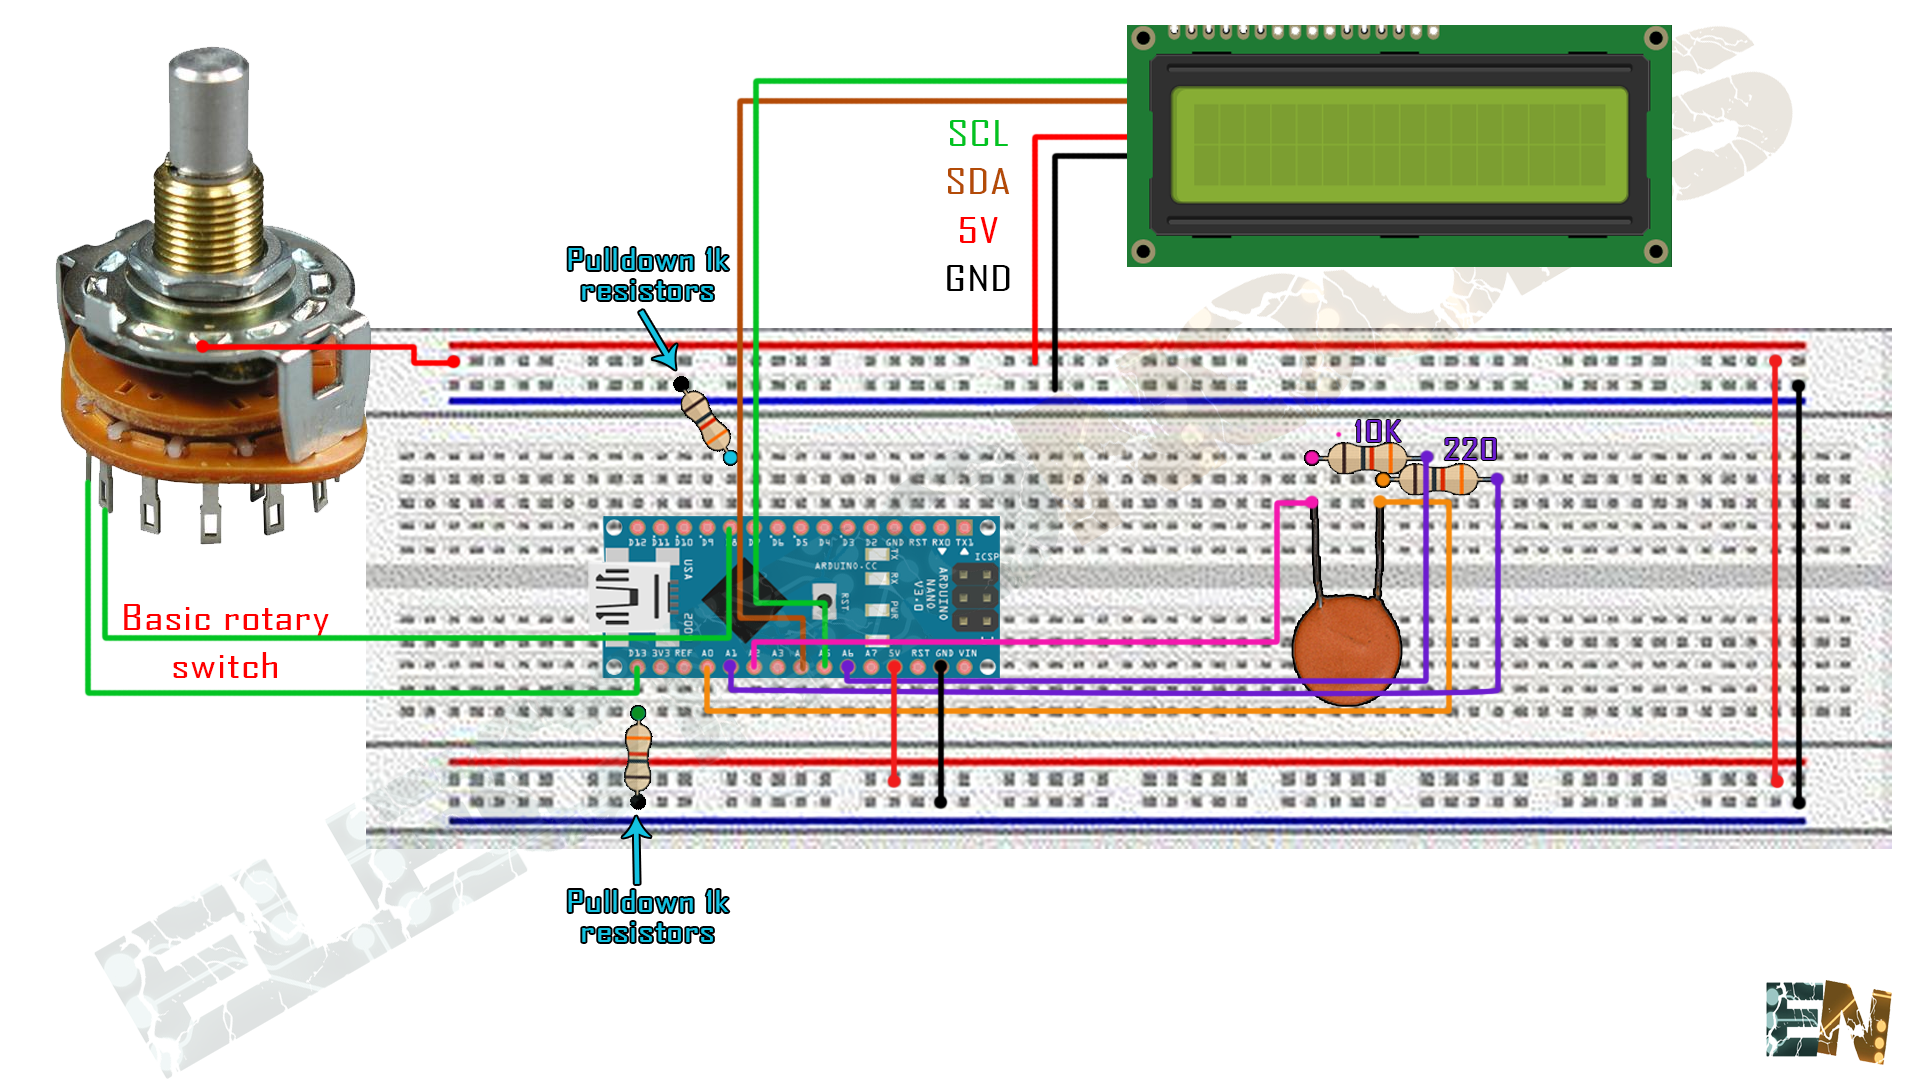 SCL
SDA
5V
GND
Pulldown 1k
resistors
10K
220
D12 D11 D10 D9 D8 D7 D6 D5 D4 D3 D2 GND RST RX0 TX1
ICSP
ARDUINO.CC
USA
TX
RX
PWR
RST
ARDUINO
NANO
V3.0
Basic rotary
switch
D13 3V3 REF A0 A1 A2 A3 A5 A6 A7 5V RST GND VIN
Pulldown 1k
resistors
EN